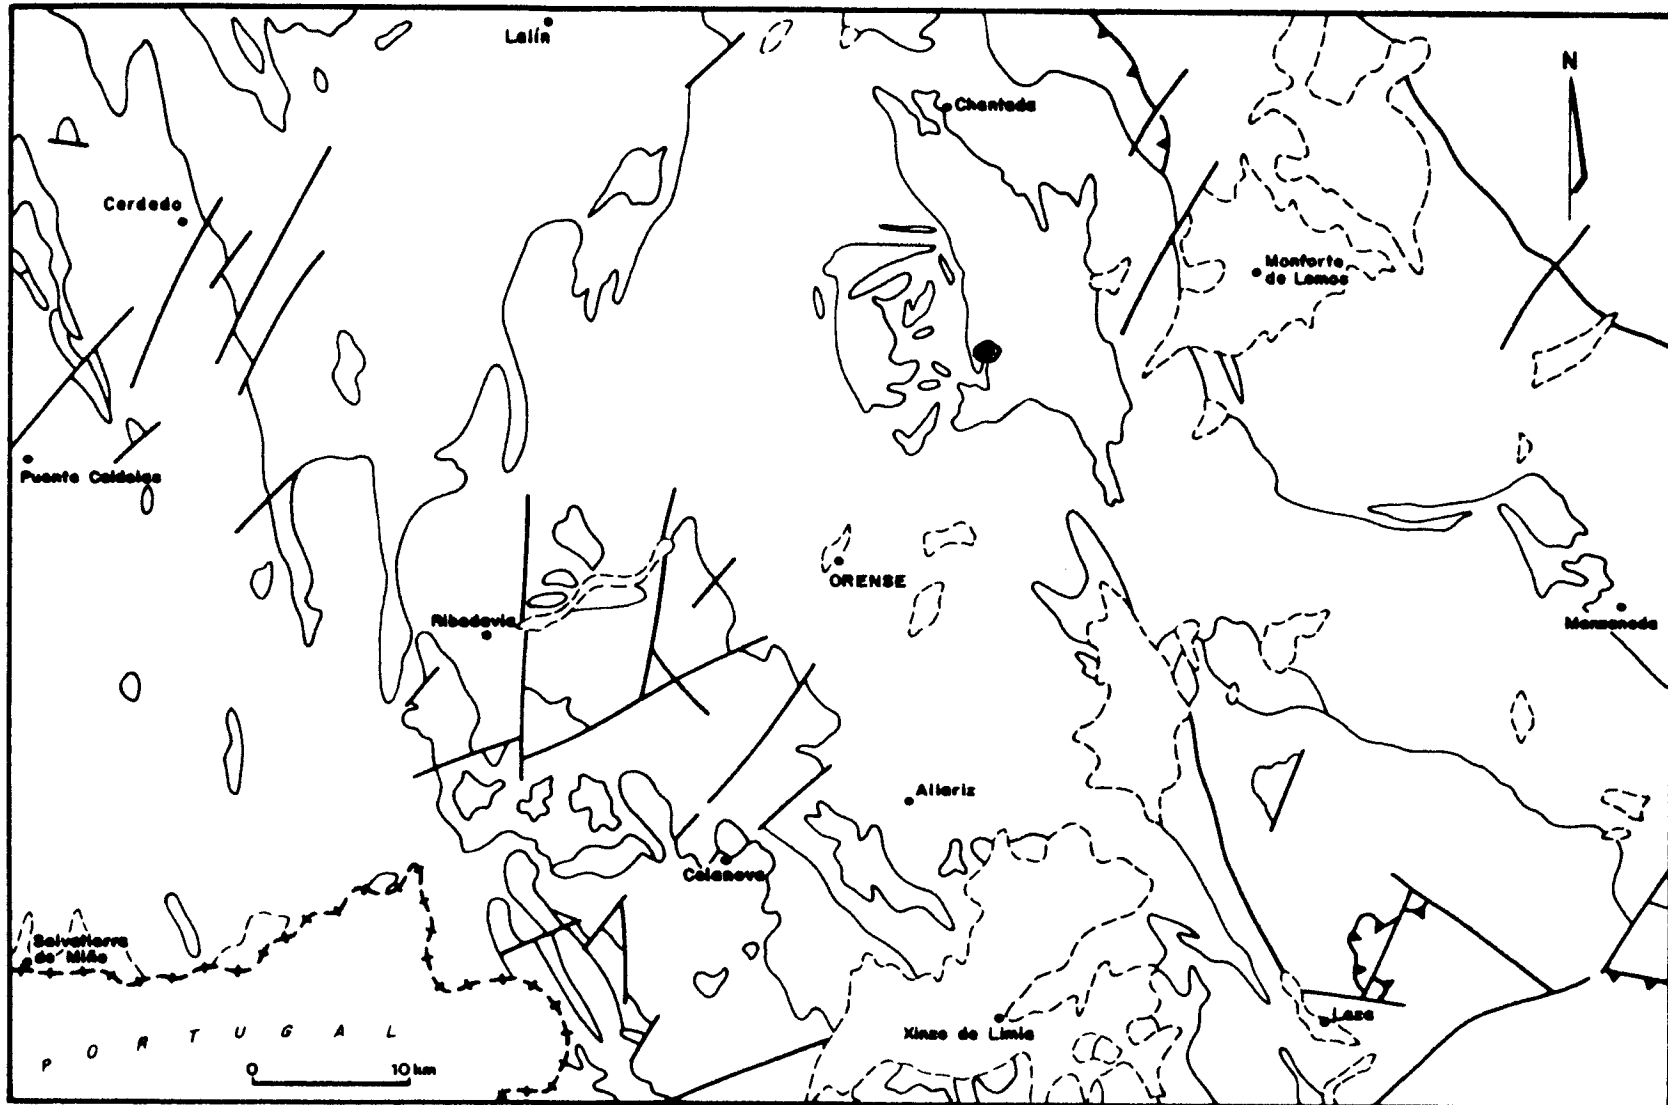 Lalín
N
Chantada
Cerdedo
Monforte
de Lemos
Puente Caldelas
ORENSE
Ribadavia
Manzaneda
Allariz
Celanova
Salvatierra
de Miño
Laza
Xinzo de Limia
PORTUGAL
0 10 km